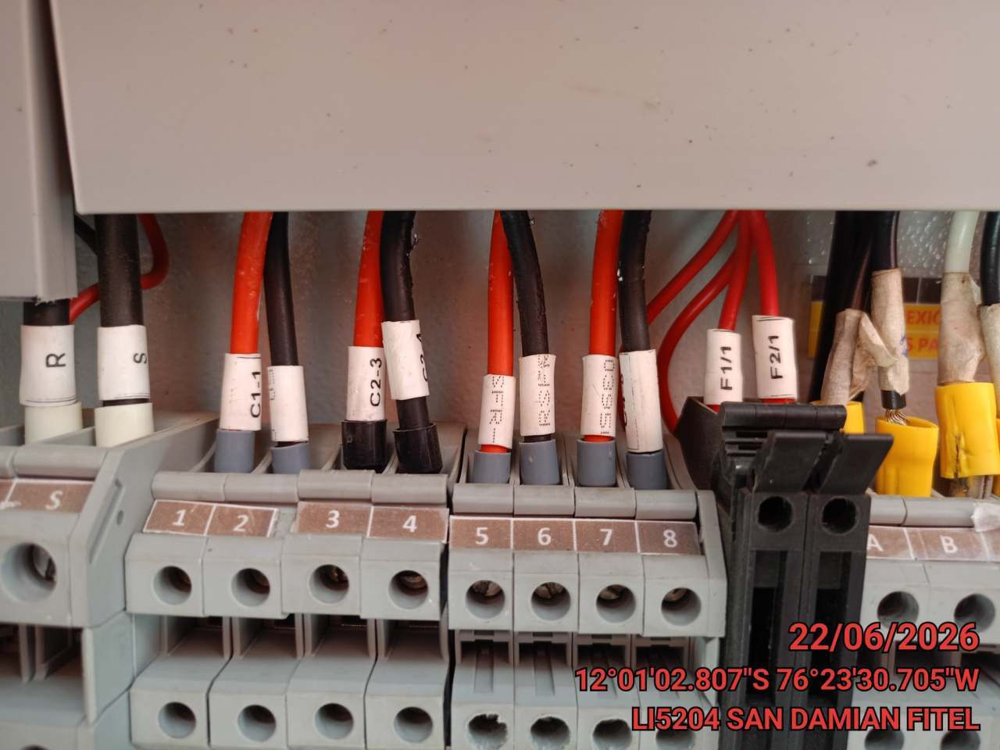 R
S
C1-1
C2-3
F1/1
F2/1
S
1
2
3
4
5
6
7
8
A
B
22/06/2026
12°01'02.807"S 76°23'30.705"W
LI5204 SAN DAMIAN FITEL